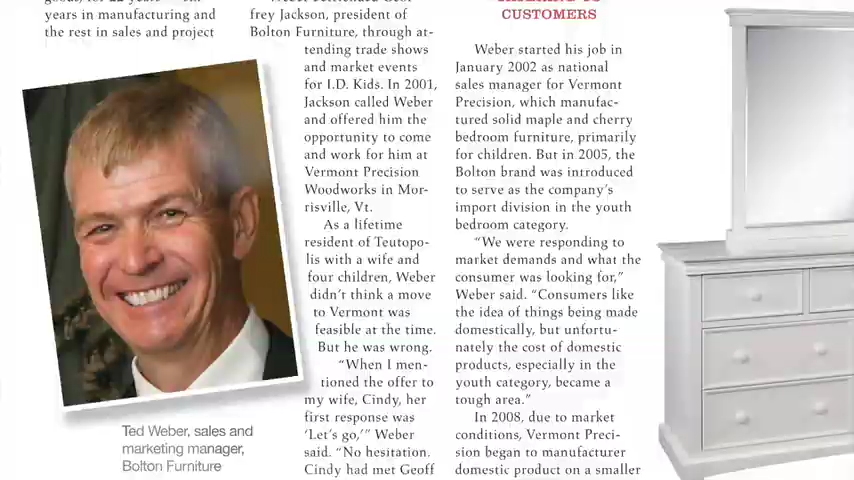 years in manufacturing and
the rest in sales and project
Ted Weber, sales and
marketing manager,
Bolton Furniture
frey Jackson, president of
Bolton Furniture, through at-
tending trade shows
and market events
for I.D. Kids. In 2001,
Jackson called Weber
and offered him the
opportunity to come
and work for him at
Vermont Precision
Woodworks in Mor-
risville, Vt.
As a lifetime
resident of Teutopo-
lis with a wife and
four children, Weber
didn’t think a move
to Vermont was
feasible at the time.
But he was wrong.
“When I men-
tioned the offer to
my wife, Cindy, her
first response was
‘Let’s go,’” Weber
said. “No hesitation.
Cindy had met Geoff
CUSTOMERS
Weber started his job in
January 2002 as national
sales manager for Vermont
Precision, which manufac-
tured solid maple and cherry
bedroom furniture, primarily
for children. But in 2005, the
Bolton brand was introduced
to serve as the company’s
import division in the youth
bedroom category.
“We were responding to
market demands and what the
consumer was looking for,”
Weber said. “Consumers like
the idea of things being made
domestically, but unfortu-
nately the cost of domestic
products, especially in the
youth category, became a
tough area.”
In 2008, due to market
conditions, Vermont Preci-
sion began to manufacturer
domestic product on a smaller